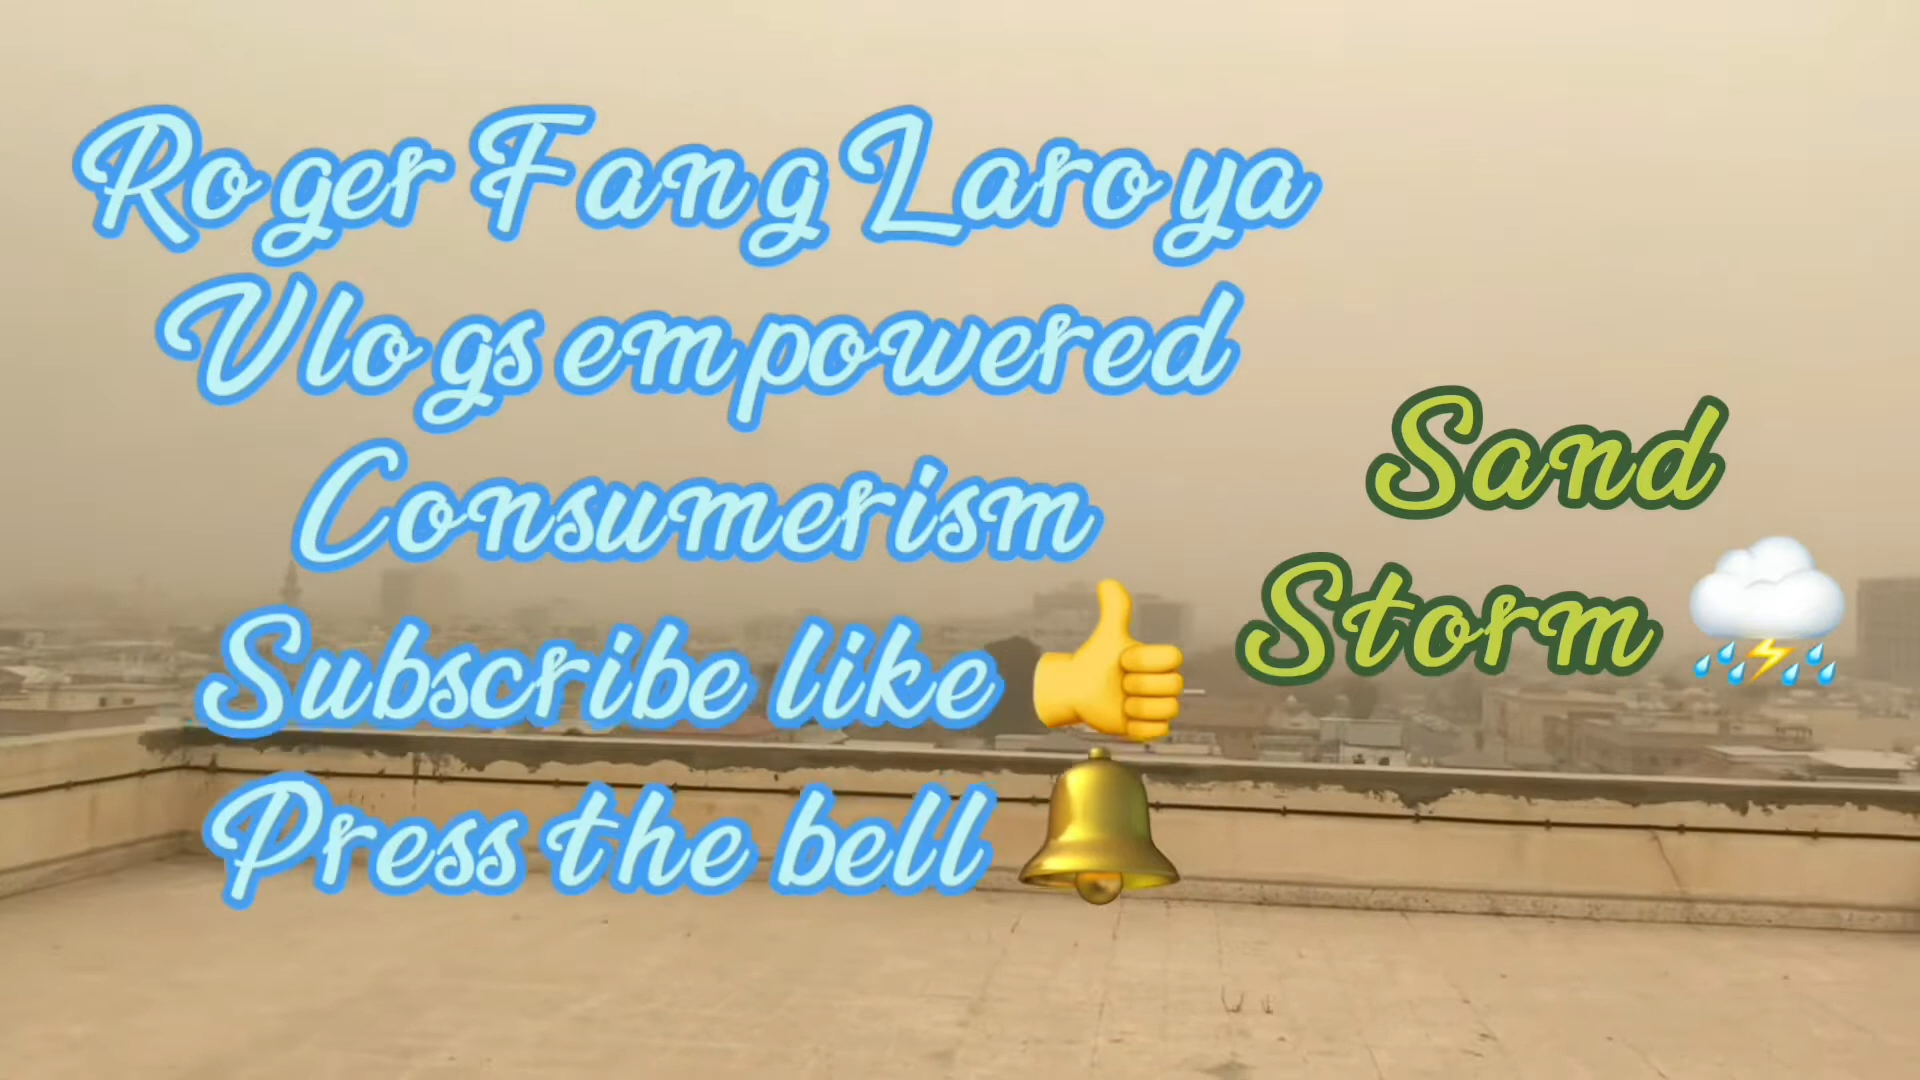 Roger Fang Laroya
Vlogs empowered
Consumerism
Subscribe like 👍
Press the bell 🔔
Sand
Storm ⛈️